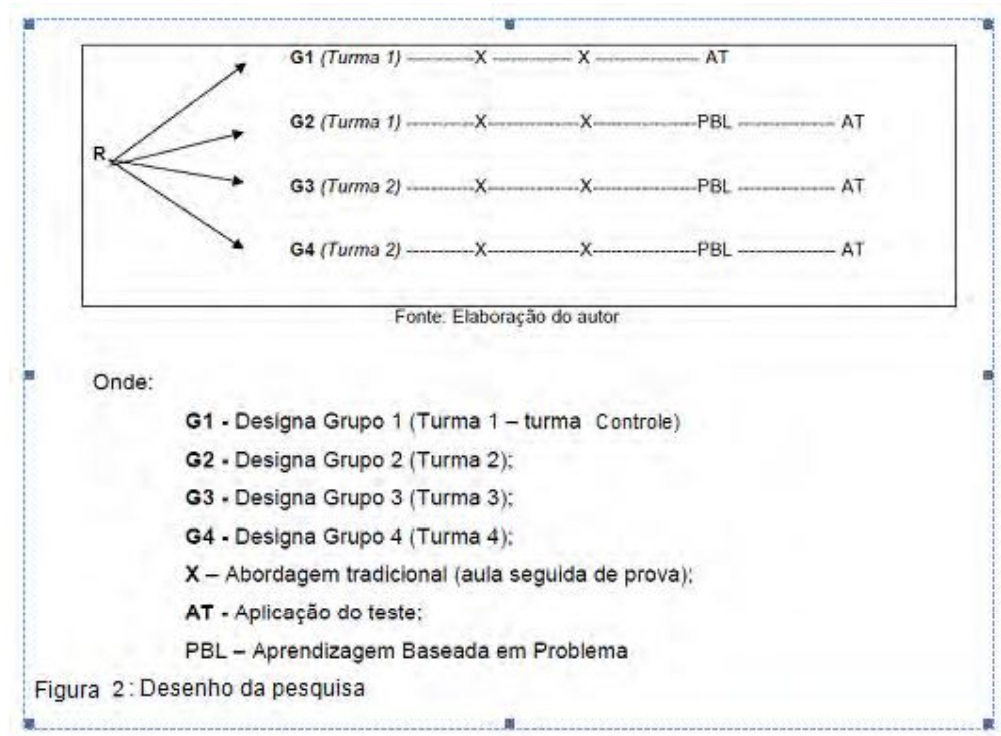 G1 (Turma 1) ------------X -------------- X ------------------ AT
G2 (Turma 1) ------------X-----------------X------------------PBL ----------------- AT
R
G3 (Turma 2) ------------X-----------------X------------------PBL ----------------- AT
G4 (Turma 2) ------------X-----------------X------------------PBL ----------------- AT
Fonte: Elaboração do autor
Onde:
G1 - Designa Grupo 1 (Turma 1 – turma Controle)
G2 - Designa Grupo 2 (Turma 2);
G3 - Designa Grupo 3 (Turma 3);
G4 - Designa Grupo 4 (Turma 4);
X – Abordagem tradicional (aula seguida de prova);
AT - Aplicação do teste;
PBL – Aprendizagem Baseada em Problema
Figura 2: Desenho da pesquisa